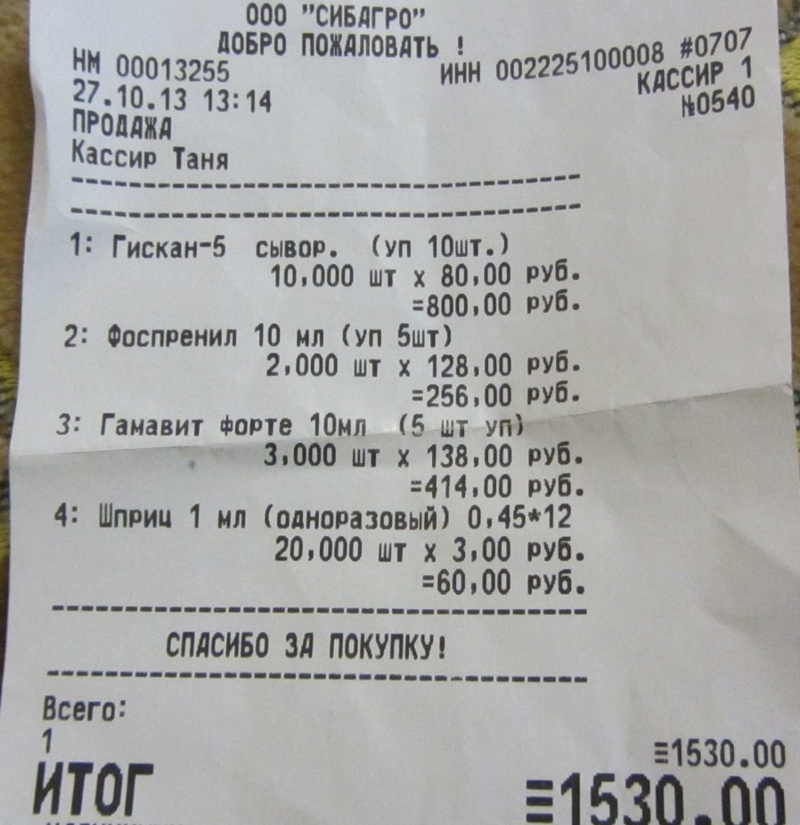 ООО "СИБАГРО"
ДОБРО ПОЖАЛОВАТЬ !
НМ 00013255 ИНН 002225100008 #0707
27.10.13 13:14 КАССИР 1
ПРОДАЖА №0540
Кассир Таня
1: Гискан-5 сывор. (уп 10шт.)
10,000 шт х 80,00 руб.
=800,00 руб.
2: Фоспренил 10 мл (уп 5шт)
2,000 шт х 128,00 руб.
=256,00 руб.
3: Гамавит форте 10мл (5 шт уп)
3,000 шт х 138,00 руб.
=414,00 руб.
4: Шприц 1 мл (одноразовый) 0,45*12
20,000 шт х 3,00 руб.
=60,00 руб.
СПАСИБО ЗА ПОКУПКУ!
Всего:
1 ≡1530.00
ИТОГ ≡1530.00